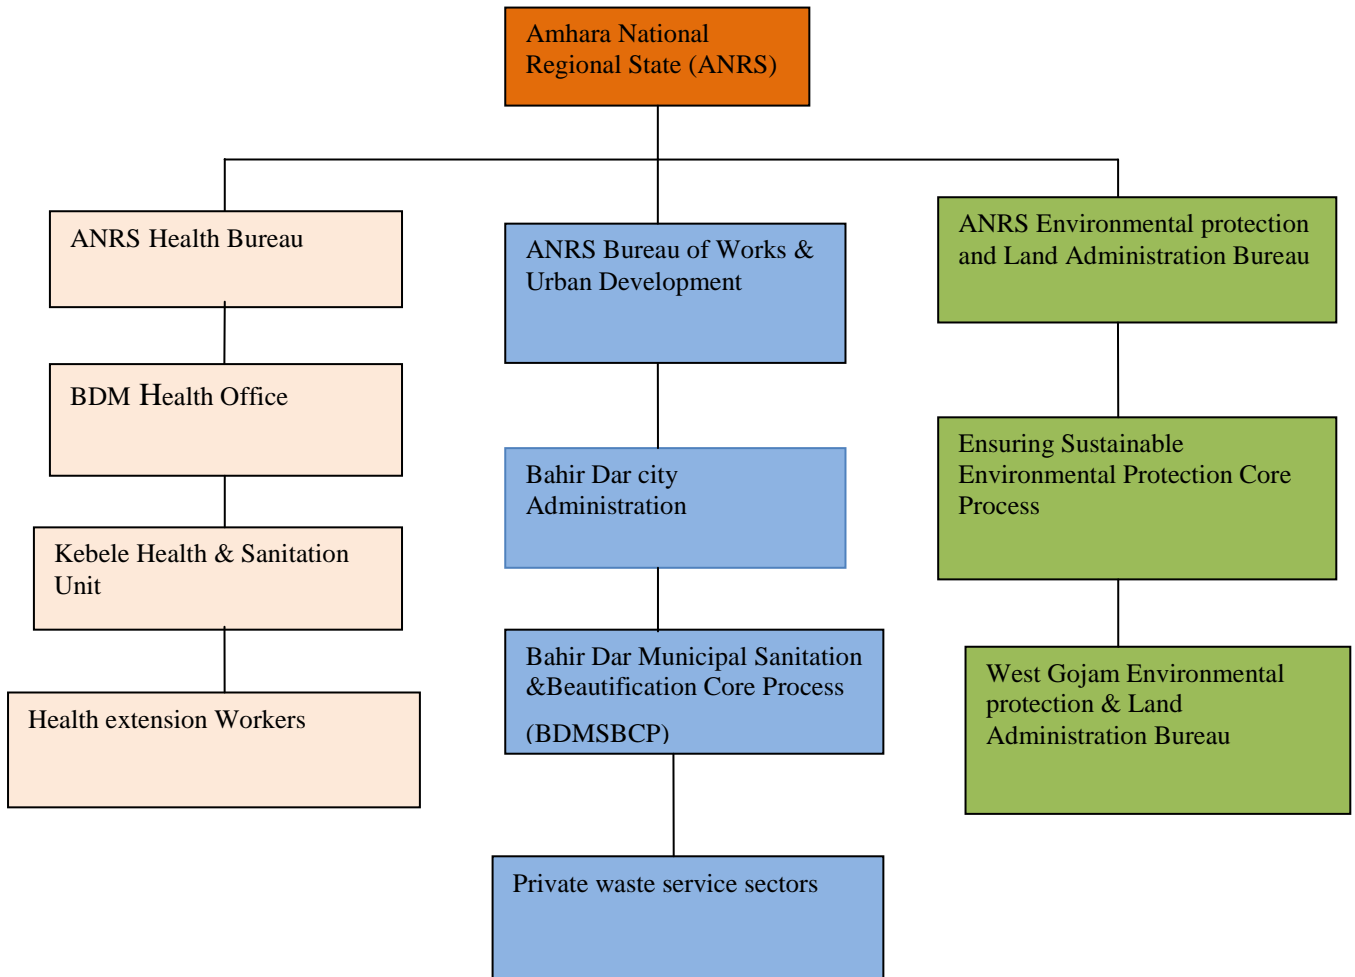 Amhara National
Regional State (ANRS)
ANRS Health Bureau
ANRS Bureau of Works &
Urban Development
ANRS Environmental protection
and Land Administration Bureau
BDM Health Office
Bahir Dar city
Administration
Ensuring Sustainable
Environmental Protection Core
Process
Kebele Health & Sanitation
Unit
Bahir Dar Municipal Sanitation
&Beautification Core Process
(BDMSBCP)
West Gojam Environmental
protection & Land
Administration Bureau
Health extension Workers
Private waste service sectors